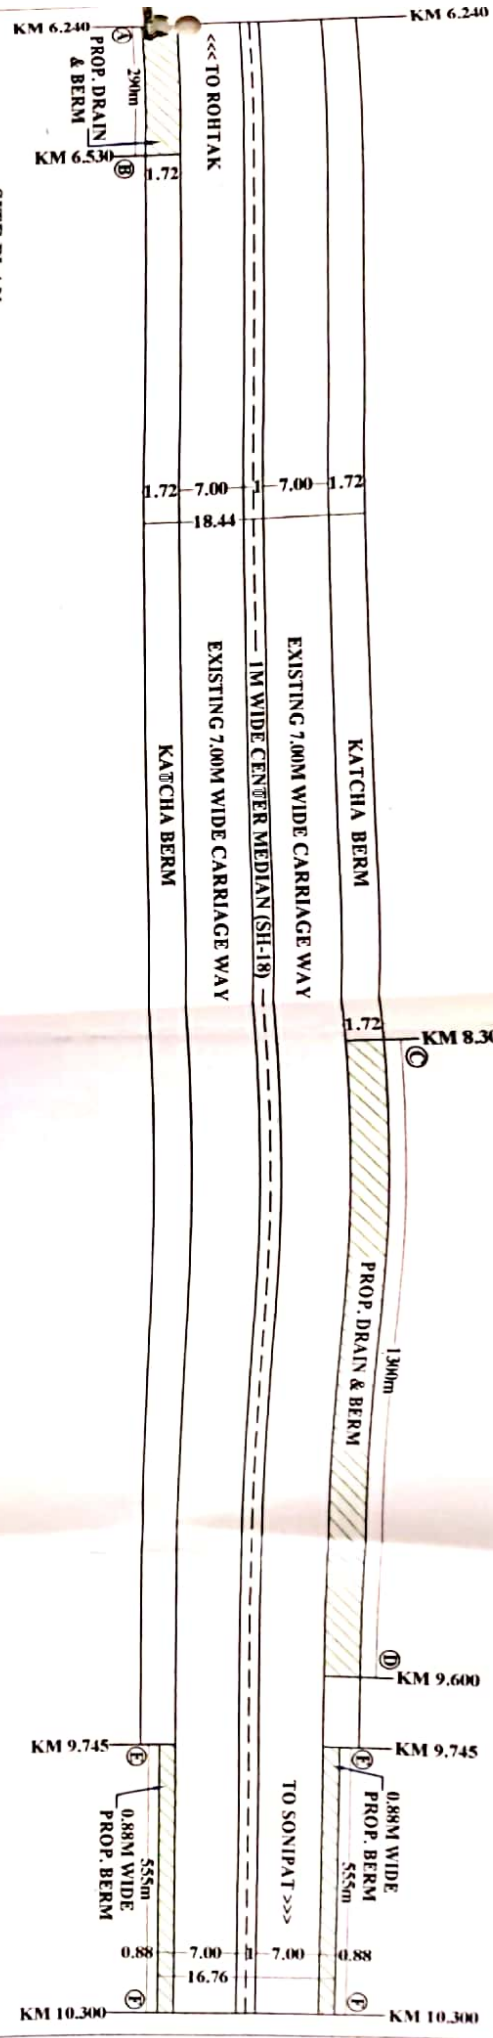 KM 6.240
KM 6.240
A
290m
PROP. DRAIN
& BERM
<<< TO ROHTAK
KM 6.530
B
1.72
1.72 7.00 1 7.00 1.72
18.44
EXISTING 7.00M WIDE CARRIAGE WAY
1M WIDE CENTER MEDIAN (SH-18)
EXISTING 7.00M WIDE CARRIAGE WAY
KATCHA BERM
KATCHA BERM
1.72
KM 8.30
C
PROP. DRAIN & BERM
1300m
D
KM 9.600
KM 9.745
KM 9.745
E
E
0.88M WIDE
PROP. BERM
555m
TO SONIPAT >>>
0.88M WIDE
PROP. BERM
555m
0.88 7.00 1 7.00 0.88
16.76
F
F
KM 10.300
KM 10.300